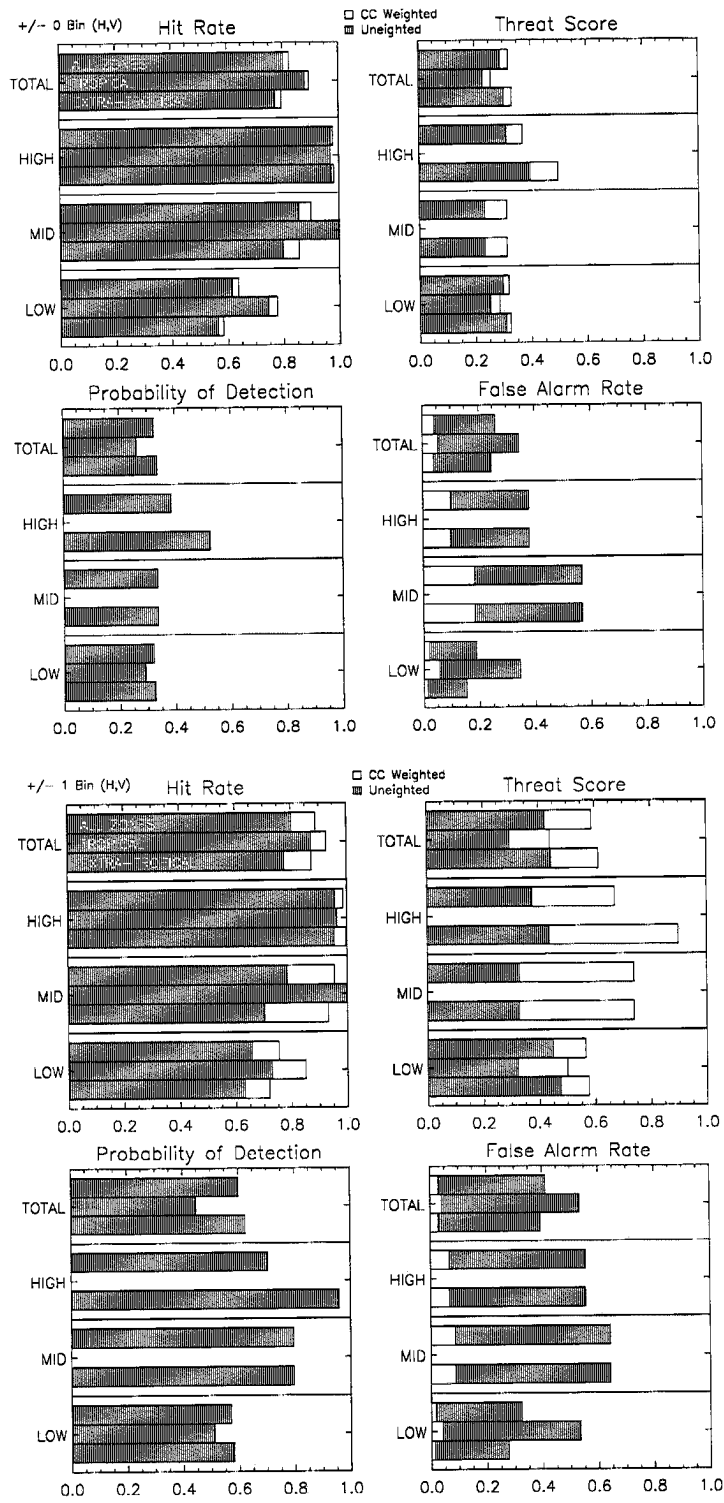 +/- 0 Bin (H,V)
Hit Rate
CC Weighted
Uneighted
Threat Score
TOTAL
ALL ZONES
TROPICAL
EXTRA-TROPICAL
HIGH
MID
LOW
0.0 0.2 0.4 0.6 0.8 1.0
TOTAL
HIGH
MID
LOW
0.0 0.2 0.4 0.6 0.8 1.0
Probability of Detection
TOTAL
HIGH
MID
LOW
0.0 0.2 0.4 0.6 0.8 1.0
False Alarm Rate
TOTAL
HIGH
MID
LOW
0.0 0.2 0.4 0.6 0.8 1.0
+/- 1 Bin (H,V)
Hit Rate
CC Weighted
Uneighted
Threat Score
TOTAL
ALL ZONES
TROPICAL
EXTRA-TROPICAL
HIGH
MID
LOW
0.0 0.2 0.4 0.6 0.8 1.0
TOTAL
HIGH
MID
LOW
0.0 0.2 0.4 0.6 0.8 1.0
Probability of Detection
TOTAL
HIGH
MID
LOW
0.0 0.2 0.4 0.6 0.8 1.0
False Alarm Rate
TOTAL
HIGH
MID
LOW
0.0 0.2 0.4 0.6 0.8 1.0